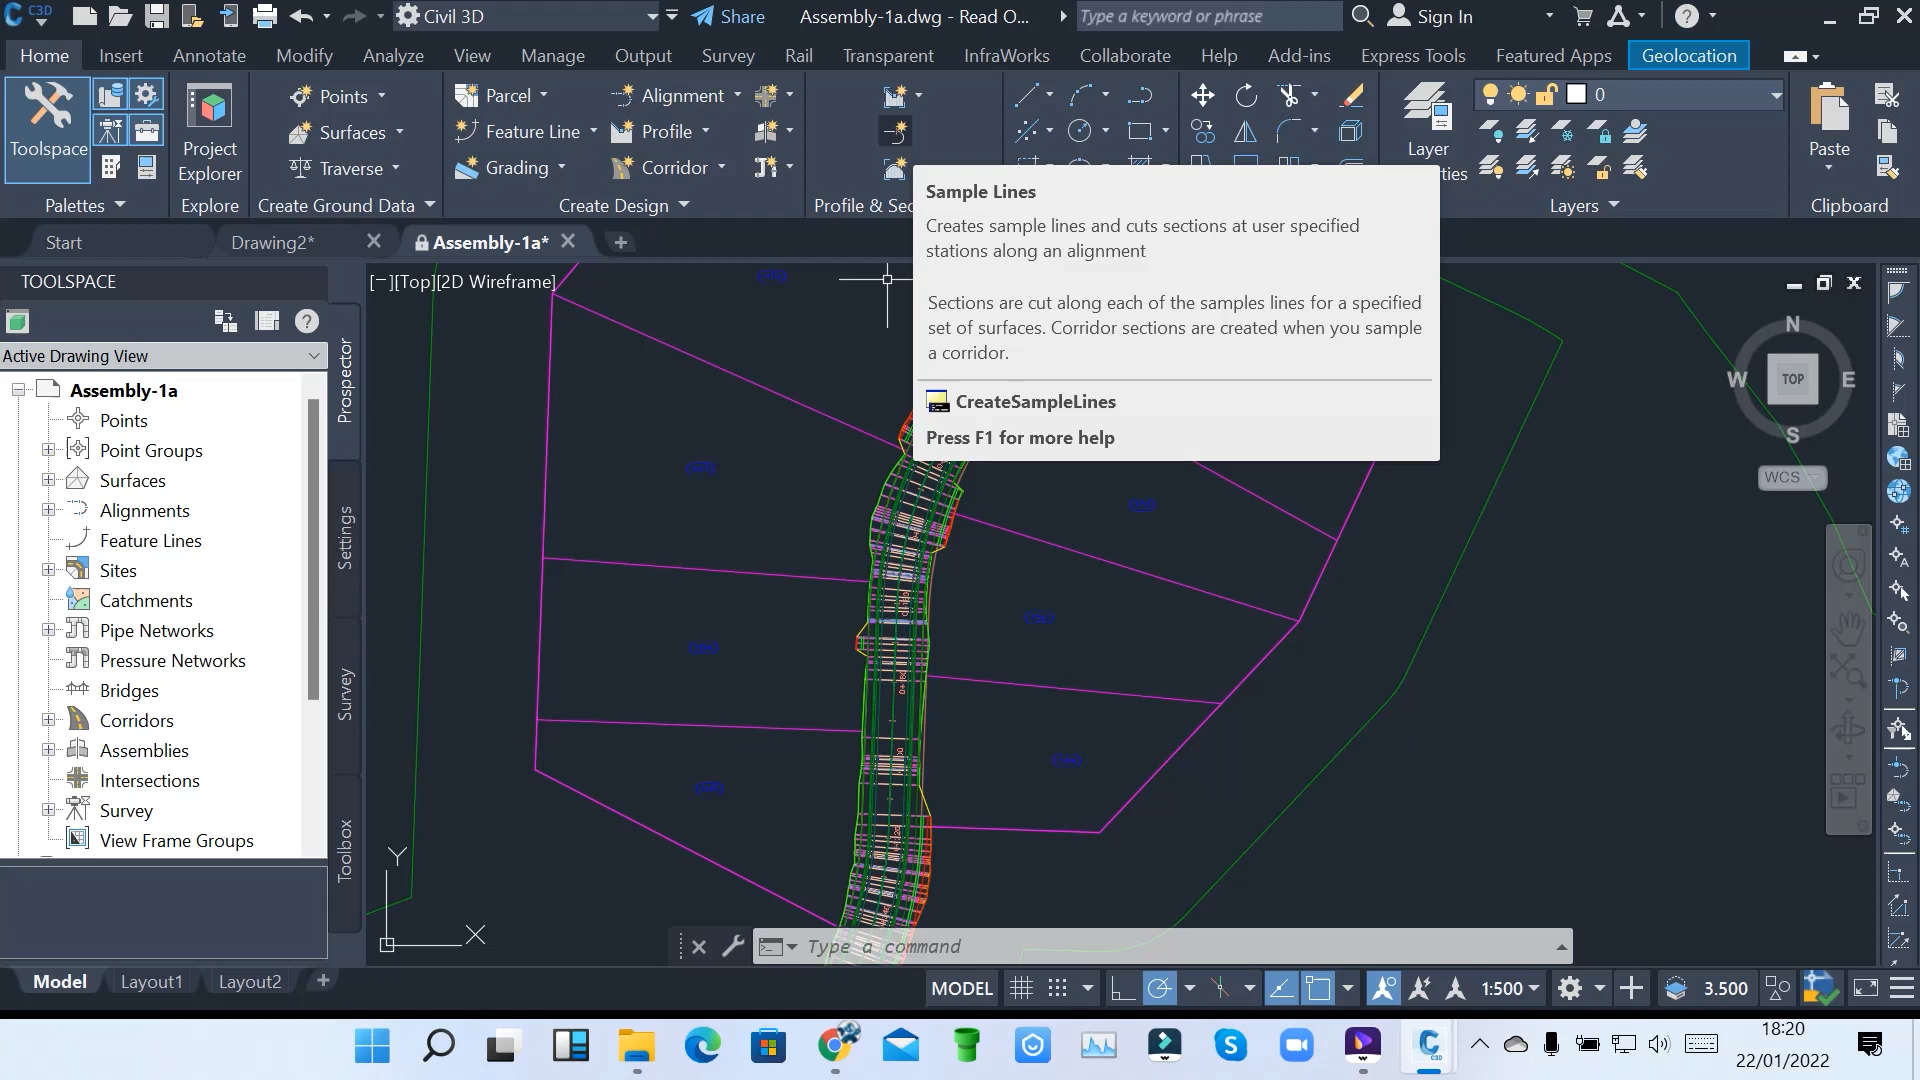 C3D
Civil 3D
Share
Assembly-1a.dwg - Read O...
Type a keyword or phrase
Sign In
Home
Insert
Annotate
Modify
Analyze
View
Manage
Output
Survey
Rail
Transparent
InfraWorks
Collaborate
Help
Add-ins
Express Tools
Featured Apps
Geolocation
Toolspace
Project
Explorer
Points
Surfaces
Traverse
Parcel
Feature Line
Grading
Alignment
Profile
Corridor
Layer
ties
0
Paste
Palettes
Explore
Create Ground Data
Create Design
Profile & Sec
Layers
Clipboard
Start
Drawing2*
Assembly-1a*
Sample Lines
Creates sample lines and cuts sections at user specified
stations along an alignment
Sections are cut along each of the samples lines for a specified
set of surfaces. Corridor sections are created when you sample
a corridor.
CreateSampleLines
Press F1 for more help
TOOLSPACE
Active Drawing View
Assembly-1a
Points
Point Groups
Surfaces
Alignments
Feature Lines
Sites
Catchments
Pipe Networks
Pressure Networks
Bridges
Corridors
Assemblies
Intersections
Survey
View Frame Groups
Prospector
Settings
Survey
Toolbox
[−][Top][2D Wireframe]
N
W
TOP
E
S
WCS
Y
X
Type a command
Model
Layout1
Layout2
MODEL
1:500
3.500
18:20
22/01/2022